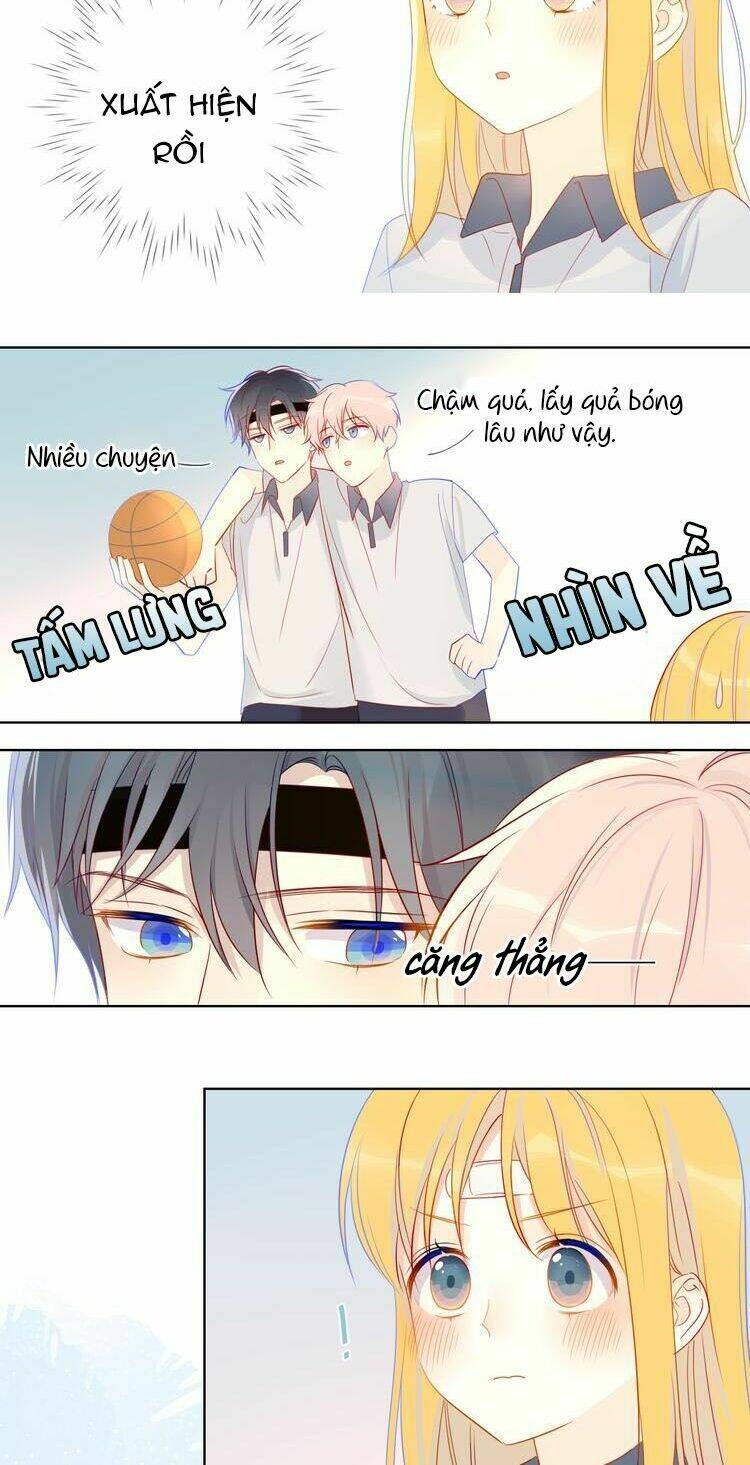 XUẤT HIỆN
RỒI
Chậm quá, lấy quả bóng
lâu như vậy.
Nhiều chuyện
TẤM LƯNG
NHÌN VỀ
căng thẳng
!